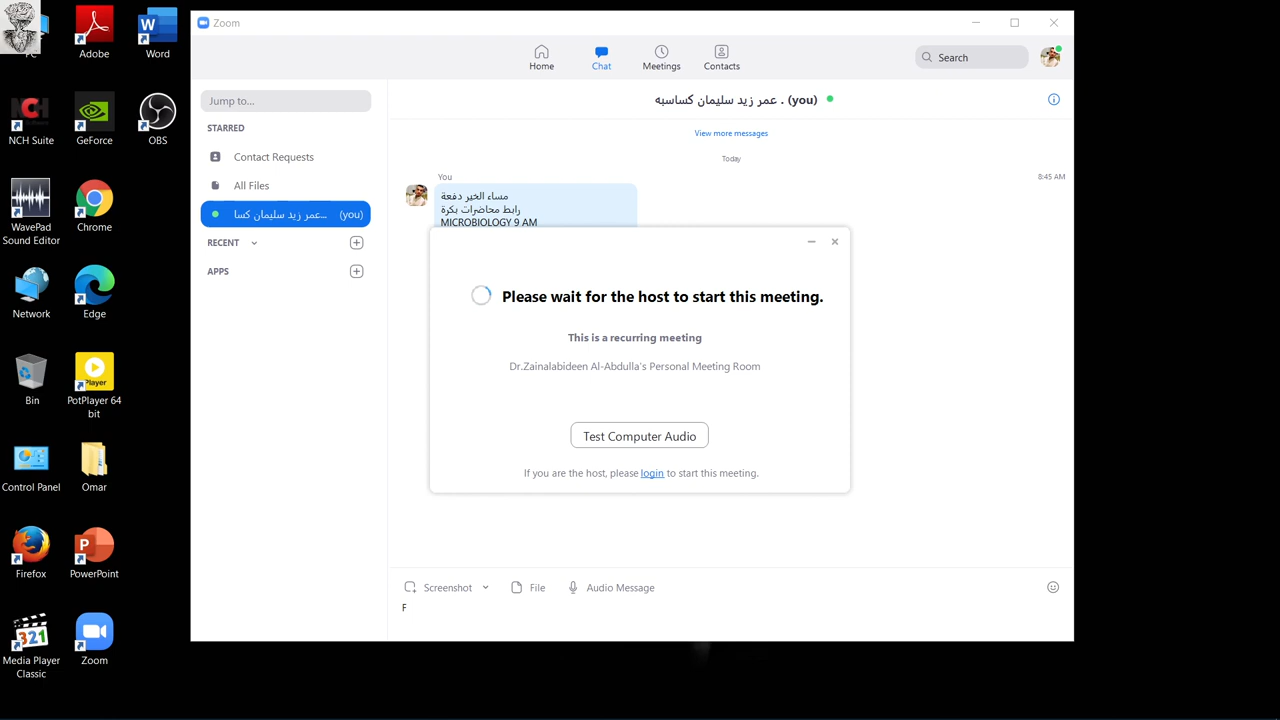 PC
Adobe
Word
NCH Suite
GeForce
OBS
WavePad Sound Editor
Chrome
Network
Edge
Bin
PotPlayer 64 bit
Control Panel
Omar
Firefox
PowerPoint
Media Player Classic
Zoom
Zoom
Home
Chat
Meetings
Contacts
Search
Jump to...
STARRED
Contact Requests
All Files
عمر زيد سليمان كسا... (you)
RECENT
APPS
عمر زيد سليمان كساسبه . (you)
View more messages
Today
You
8:45 AM
مساء الخير دفعة
رابط محاضرات بكرة
MICROBIOLOGY 9 AM
Please wait for the host to start this meeting.
This is a recurring meeting
Dr.Zainalabideen Al-Abdulla's Personal Meeting Room
Test Computer Audio
If you are the host, please login to start this meeting.
Screenshot
File
Audio Message
F